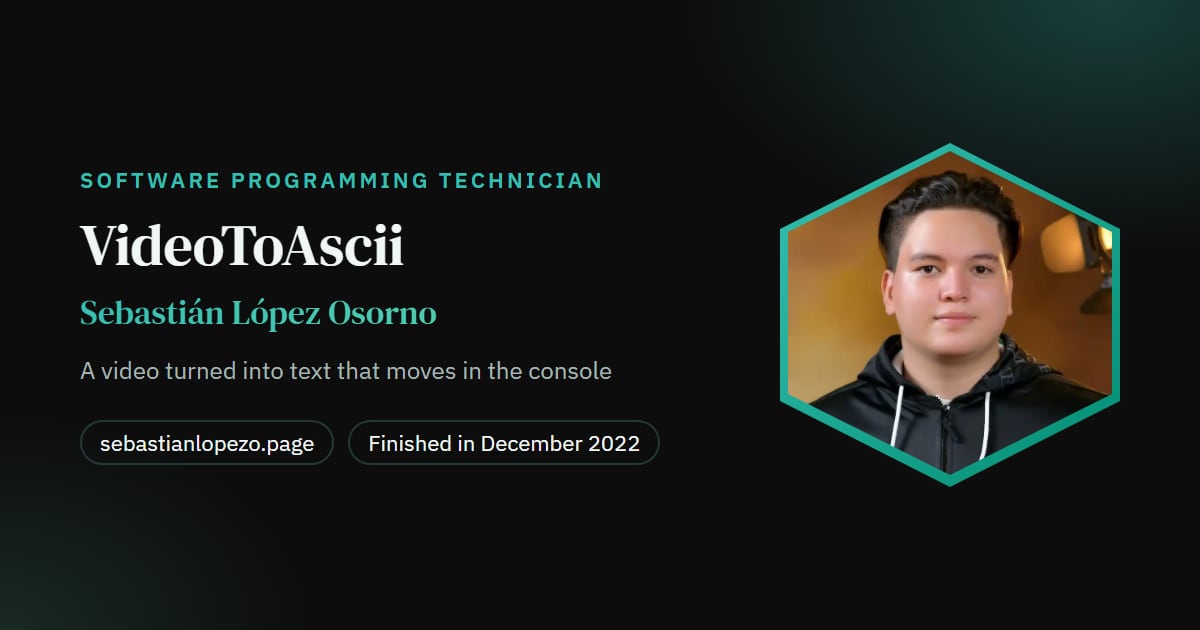 SOFTWARE PROGRAMMING TECHNICIAN
VideoToAscii
Sebastián López Osorno
A video turned into text that moves in the console
sebastianlopezo.page
Finished in December 2022